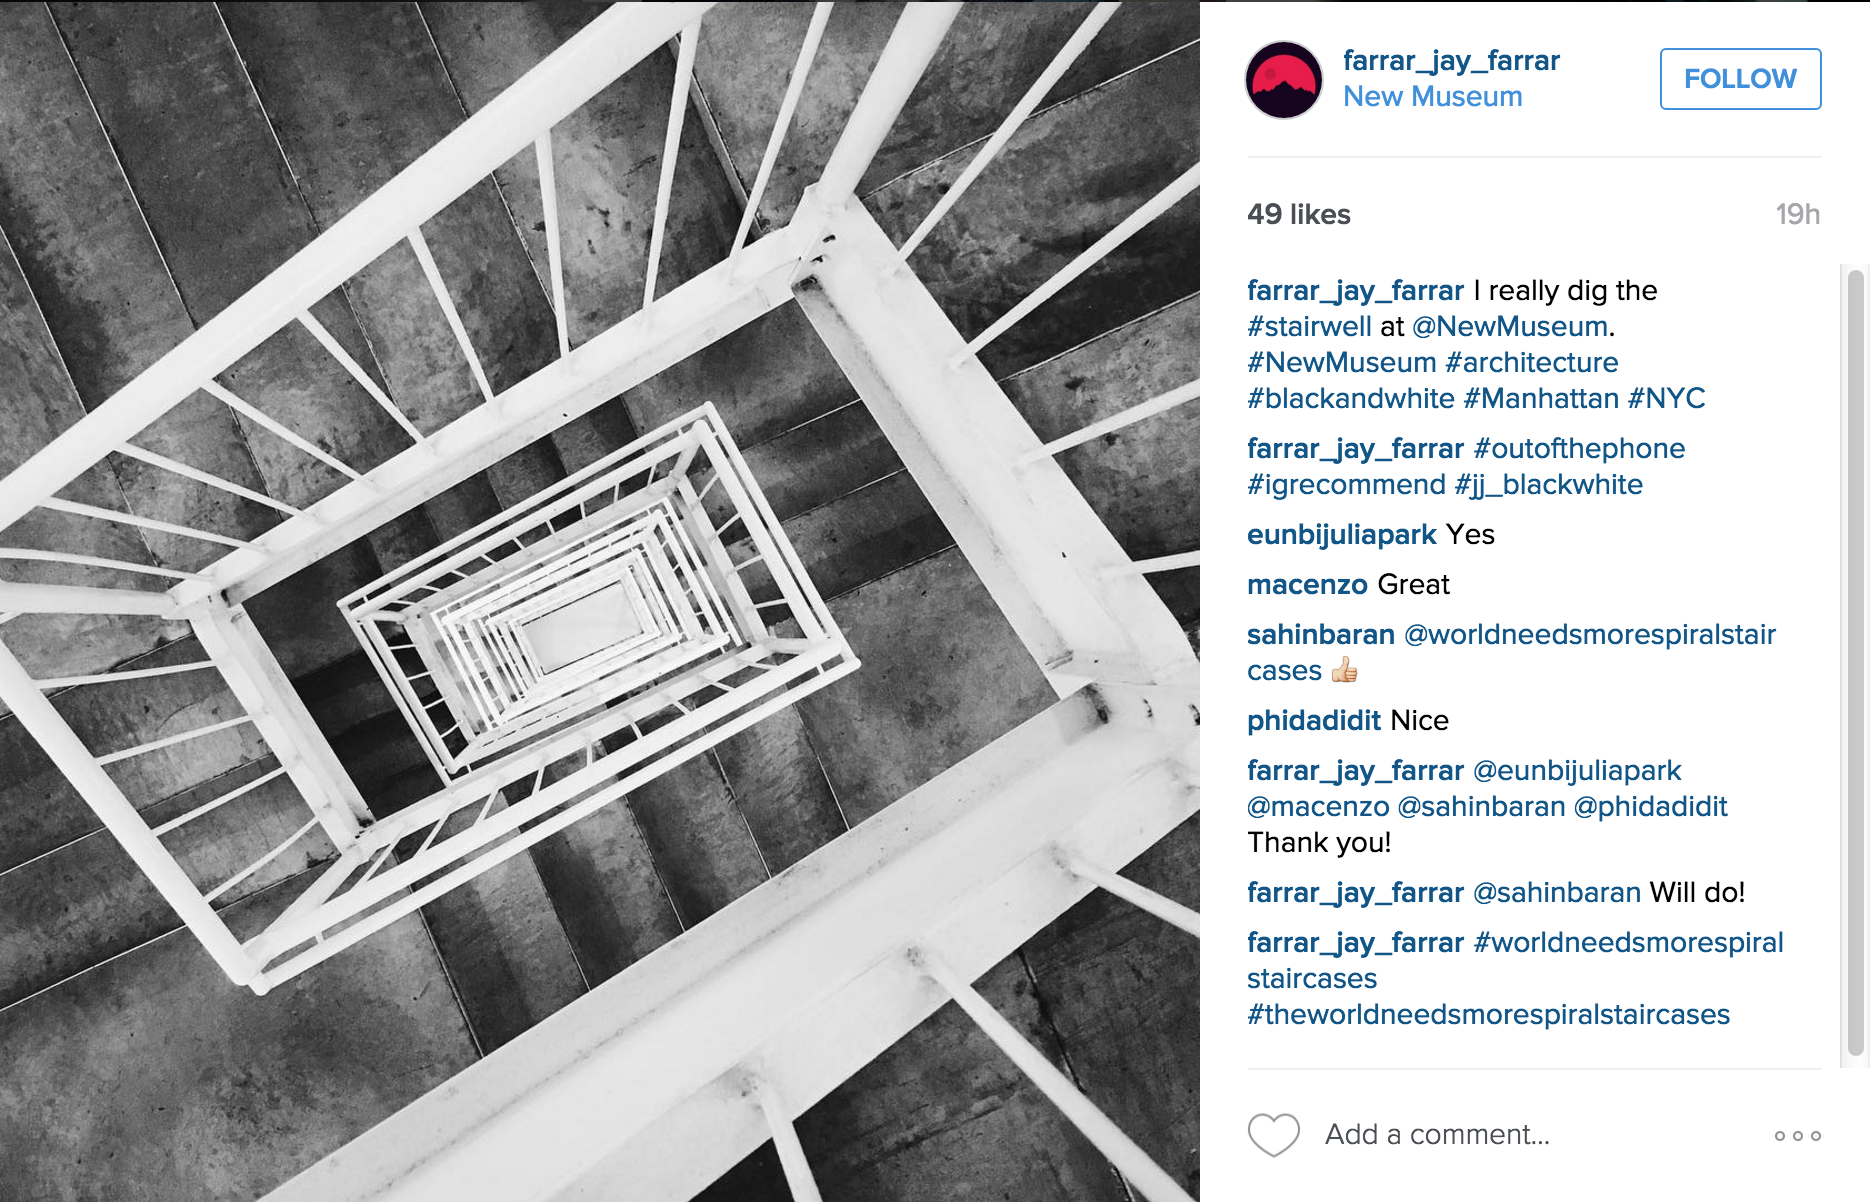 farrar_jay_farrar
New Museum
FOLLOW
49 likes
19h
farrar_jay_farrar I really dig the
#stairwell at @NewMuseum.
#NewMuseum #architecture
#blackandwhite #Manhattan #NYC
farrar_jay_farrar #outofthephone
#igrecommend #jj_blackwhite
eunbijuliapark Yes
macenzo Great
sahinbaran @worldneedsmorespiralstair
cases 👍🏼
phidadidit Nice
farrar_jay_farrar @eunbijuliapark
@macenzo @sahinbaran @phidadidit
Thank you!
farrar_jay_farrar @sahinbaran Will do!
farrar_jay_farrar #worldneedsmorespiral
staircases
#theworldneedsmorespiralstaircases
Add a comment...